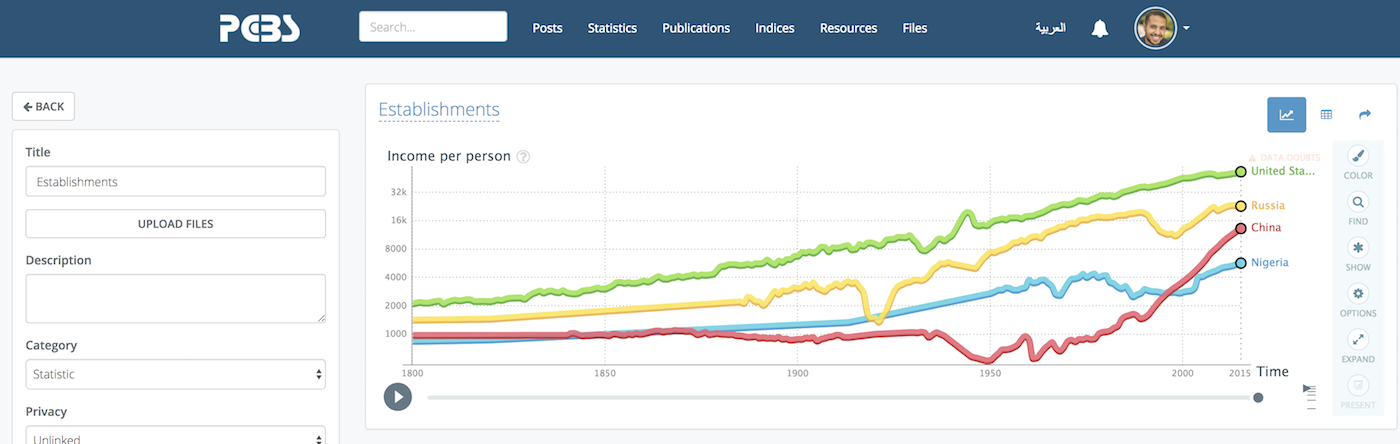 PCBS
Search...
Posts
Statistics
Publications
Indices
Resources
Files
العربية
BACK
Title
Establishments
UPLOAD FILES
Description
Category
Statistic
Privacy
Unlinked
Establishments
Income per person ?
DATA DOUBTS
United Sta...
Russia
China
Nigeria
32k
16k
8000
4000
2000
1000
1800
1850
1900
1950
2000
2015
Time
COLOR
FIND
SHOW
OPTIONS
EXPAND
PRESENT